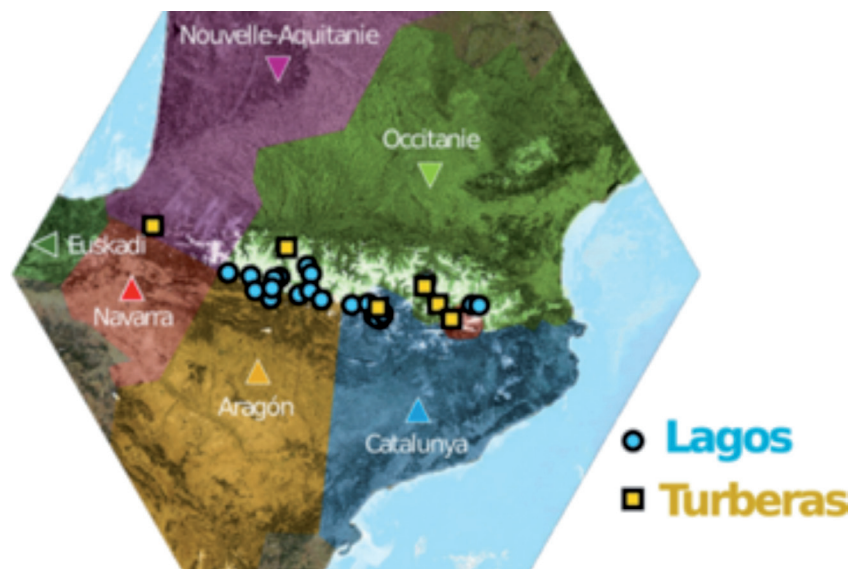 Nouvelle-Aquitanie
Occitanie
Euskadi
Navarra
Aragón
Catalunya
Lagos
Turberas